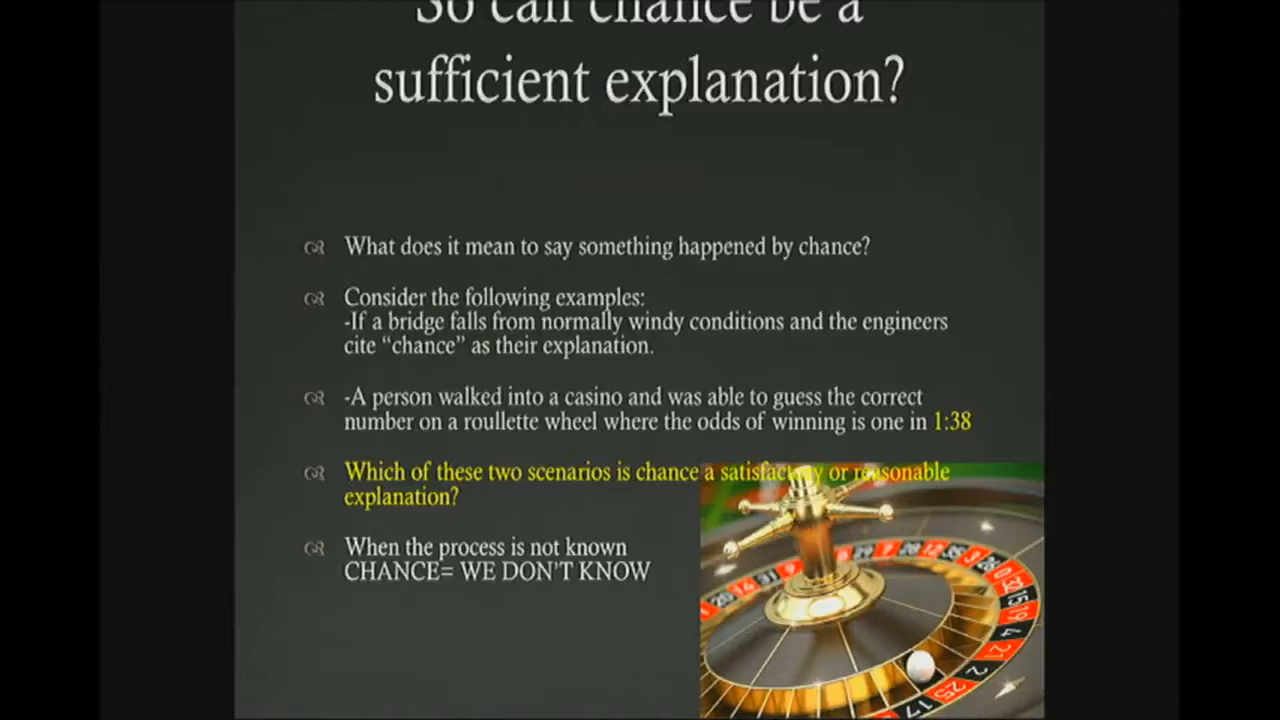 So can chance be a
sufficient explanation?
What does it mean to say something happened by chance?
Consider the following examples:
-If a bridge falls from normally windy conditions and the engineers
cite “chance” as their explanation.
-A person walked into a casino and was able to guess the correct
number on a roullette wheel where the odds of winning is one in 1:38
Which of these two scenarios is chance a satisfactory or reasonable
explanation?
When the process is not known
CHANCE= WE DON'T KNOW